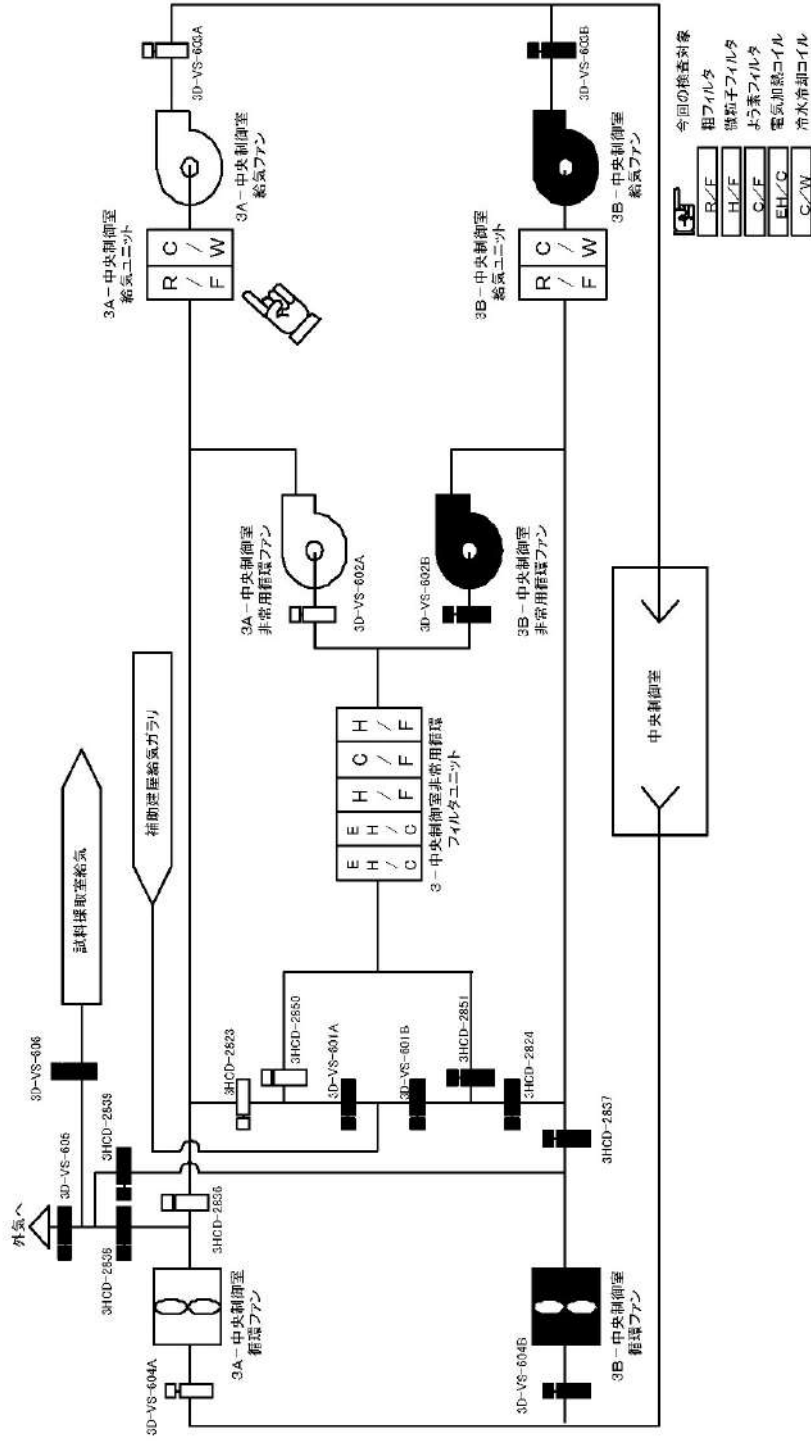 外気へ
3D-VS-605
3D-VS-606
試料採取室給気
補助建屋給気ガラリ
3HCD-2838
3HCD-2839
3D-VS-604A
3A-中央制御室
循環ファン
3HCD-2836
3HCD-2823
3HCD-2850
3D-VS-601A
3D-VS-601B
3HCD-2851
3HCD-2824
3HCD-2837
3D-VS-604B
3B-中央制御室
循環ファン
EH/C
EH/C
H/F
C/F
H/F
3-中央制御室非常用循環
フィルタユニット
3D-VS-602A
3A-中央制御室
非常用循環ファン
3D-VS-602B
3B-中央制御室
非常用循環ファン
3A-中央制御室
給気ユニット
R/F
C/W
3A-中央制御室
給気ファン
3D-VS-603A
3B-中央制御室
給気ユニット
R/F
C/W
3B-中央制御室
給気ファン
3D-VS-603B
中央制御室
今回の検査対象
R/F 粗フィルタ
H/F 微粒子フィルタ
C/F よう素フィルタ
EH/C 電気加熱コイル
C/W 冷水冷却コイル